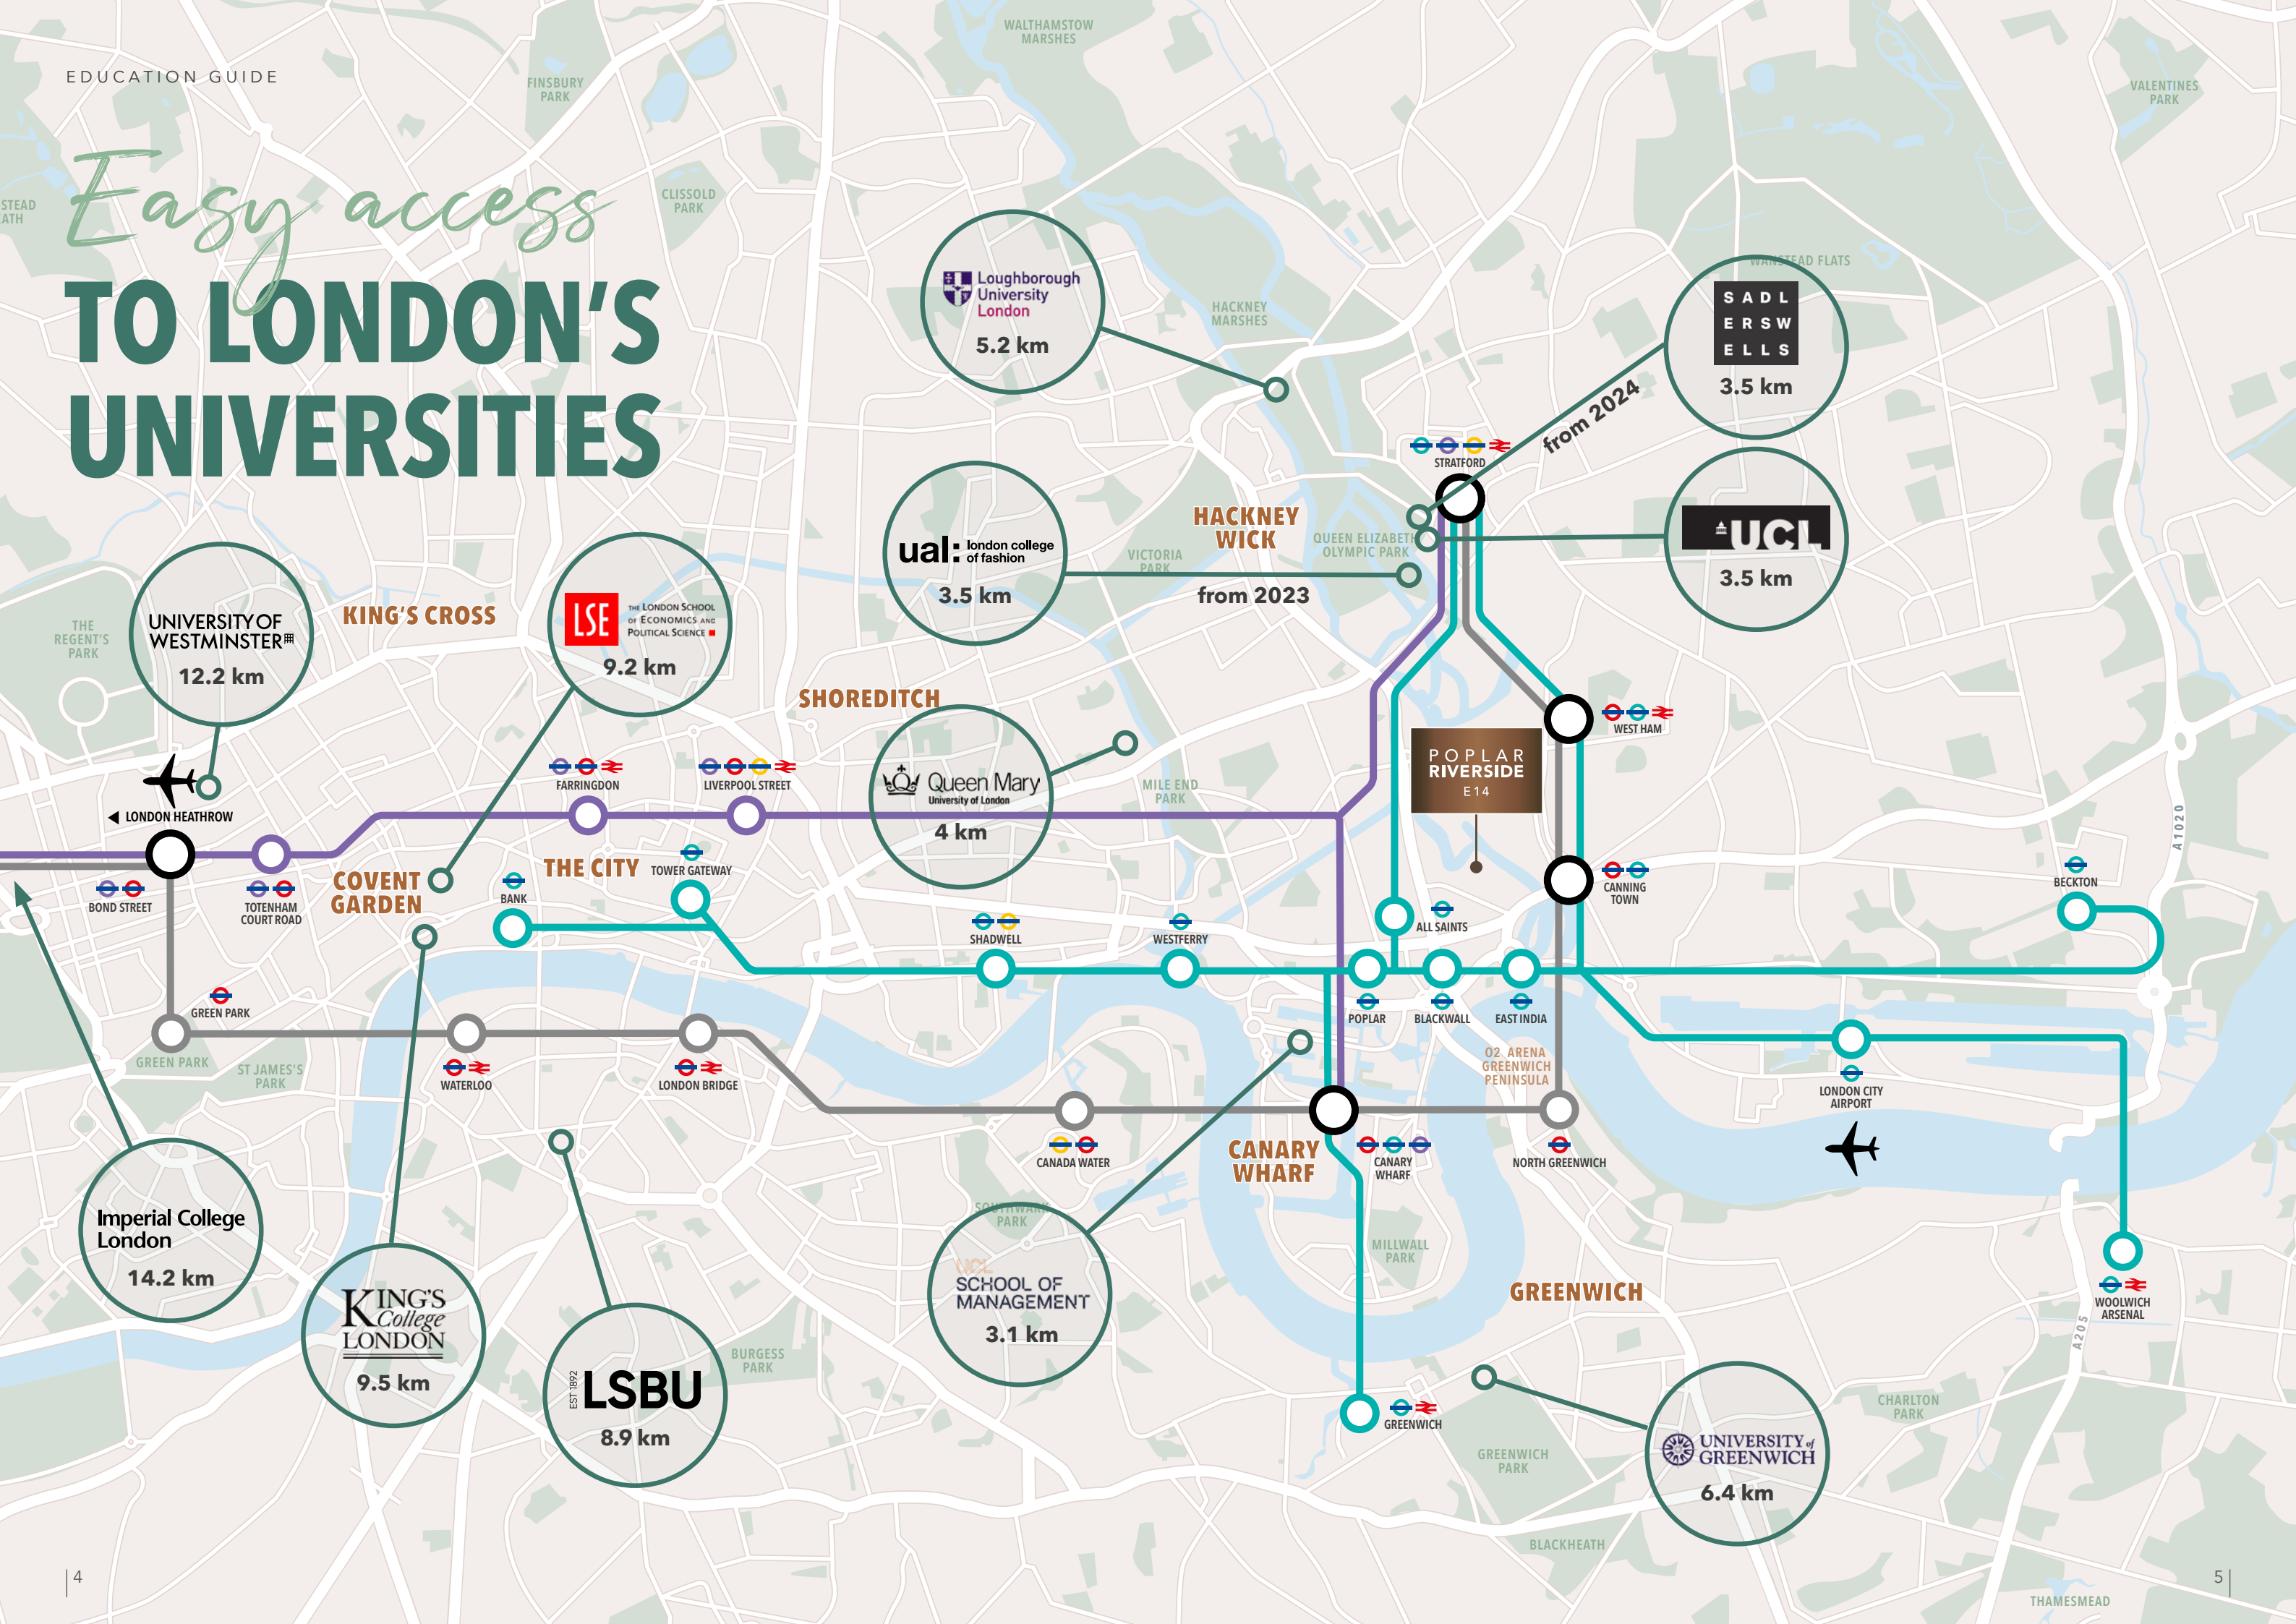 EDUCATION GUIDE
Easy access
TO LONDON'S
UNIVERSITIES
WALTHAMSTOW
MARSHES
FINSBURY
PARK
VALENTINES
PARK
CLISSOLD
PARK
STEAD
ATH
Loughborough
University
London
5.2 km
HACKNEY
MARSHES
WANSTEAD FLATS
SADL
ERSW
ELLS
3.5 km
from 2024
STRATFORD
ual: london college
of fashion
3.5 km
from 2023
HACKNEY
WICK
VICTORIA
PARK
QUEEN ELIZABETH
OLYMPIC PARK
UCL
3.5 km
THE
REGENT'S
PARK
UNIVERSITY OF
WESTMINSTER
12.2 km
KING'S CROSS
LSE
THE LONDON SCHOOL
OF ECONOMICS AND
POLITICAL SCIENCE
9.2 km
SHOREDITCH
Queen Mary
University of London
4 km
MILE END
PARK
POPLAR
RIVERSIDE
E14
WEST HAM
LONDON HEATHROW
FARRINGDON
LIVERPOOL STREET
BOND STREET
TOTENHAM
COURT ROAD
COVENT
GARDEN
THE CITY
TOWER GATEWAY
BANK
SHADWELL
WESTFERRY
ALL SAINTS
CANNING
TOWN
BECKTON
A1020
POPLAR
BLACKWALL
EAST INDIA
GREEN PARK
GREEN PARK
ST JAMES'S
PARK
WATERLOO
LONDON BRIDGE
O2 ARENA
GREENWICH
PENINSULA
LONDON CITY
AIRPORT
CANADA WATER
CANARY
WHARF
CANARY
WHARF
NORTH GREENWICH
Imperial College
London
14.2 km
KING'S
College
LONDON
9.5 km
EST 1892
LSBU
8.9 km
BURGESS
PARK
SOUTHWARK
PARK
UCL
SCHOOL OF
MANAGEMENT
3.1 km
MILLWALL
PARK
GREENWICH
WOOLWICH
ARSENAL
A205
GREENWICH
GREENWICH
PARK
CHARLTON
PARK
UNIVERSITY of
GREENWICH
6.4 km
BLACKHEATH
THAMESMEAD
4
5